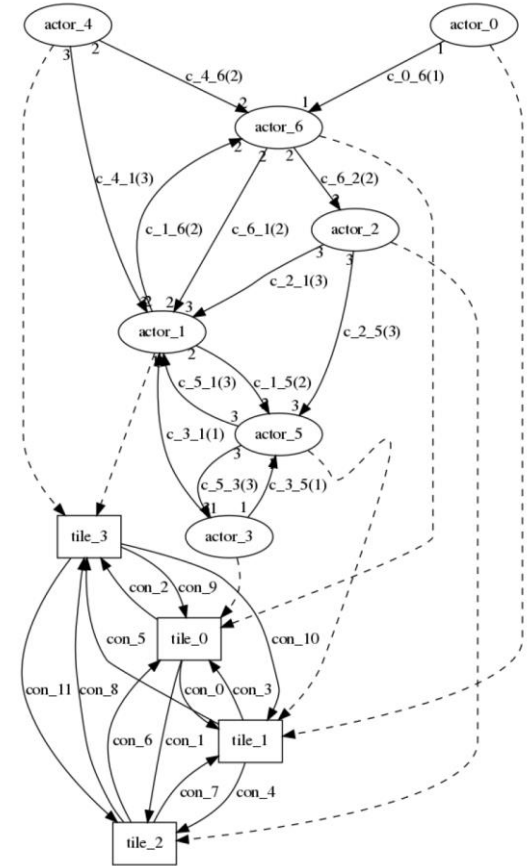 actor_4
actor_0
3
2
1
c_4_6(2)
c_0_6(1)
2
1
actor_6
2
2
2
c_4_1(3)
c_6_2(2)
actor_2
c_1_6(2)
c_6_1(2)
3
3
c_2_1(3)
2
3
actor_1
2
c_2_5(3)
c_5_1(3)
c_1_5(2)
3
3
actor_5
c_3_1(1)
3
c_5_3(3)
c_3_5(1)
1
1
actor_3
tile_3
con_2
con_9
con_5
tile_0
con_10
con_11
con_8
con_0
con_3
con_6
con_1
tile_1
con_7
con_4
tile_2